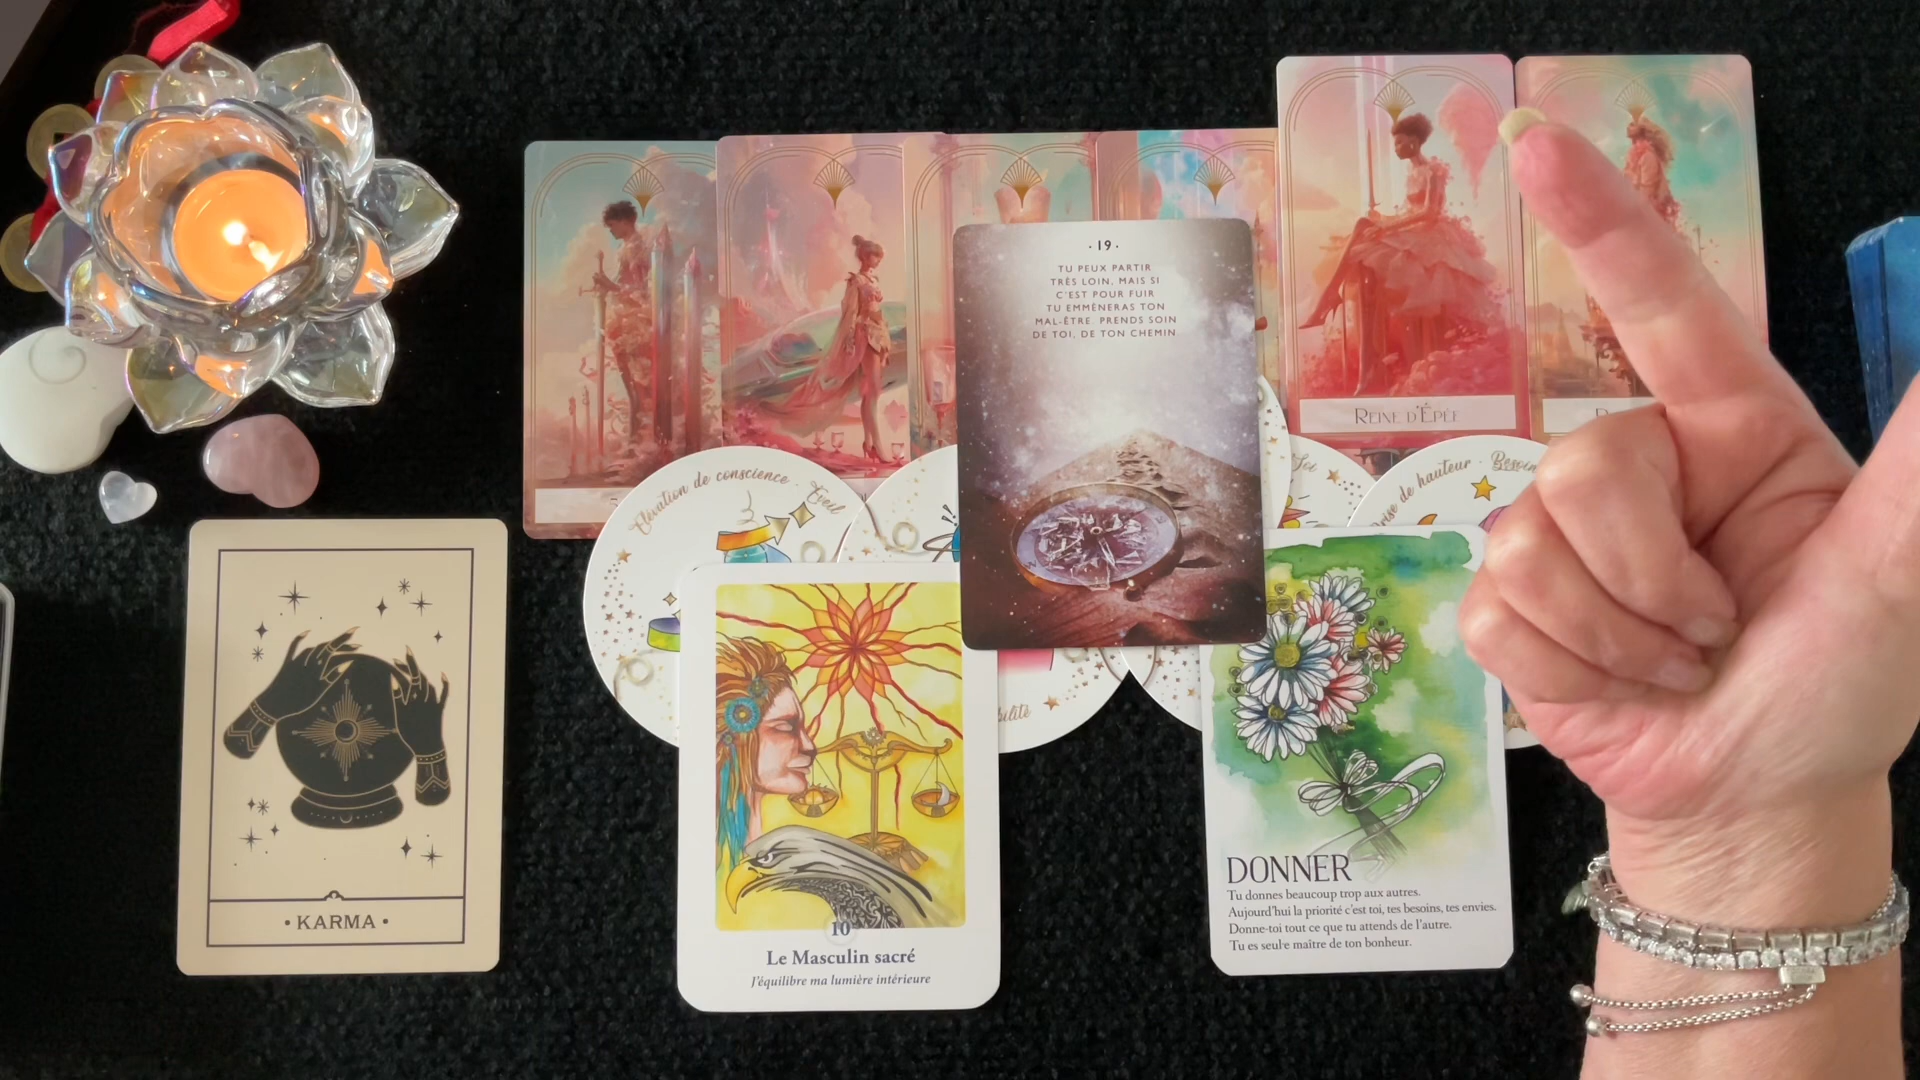 · 19 ·
TU PEUX PARTIR
TRÈS LOIN, MAIS SI
C'EST POUR FUIR
TU EMMÈNERAS TON
MAL-ÊTRE. PRENDS SOIN
DE TOI, DE TON CHEMIN
REINE D'ÉPÉE
Élévation de conscience · Éveil
Soi
Prise de hauteur · Besoin
• KARMA •
10
Le Masculin sacré
J'équilibre ma lumière intérieure
DONNER
Tu donnes beaucoup trop aux autres.
Aujourd'hui la priorité c'est toi, tes besoins, tes envies.
Donne-toi tout ce que tu attends de l'autre.
Tu es seul·e maître de ton bonheur.